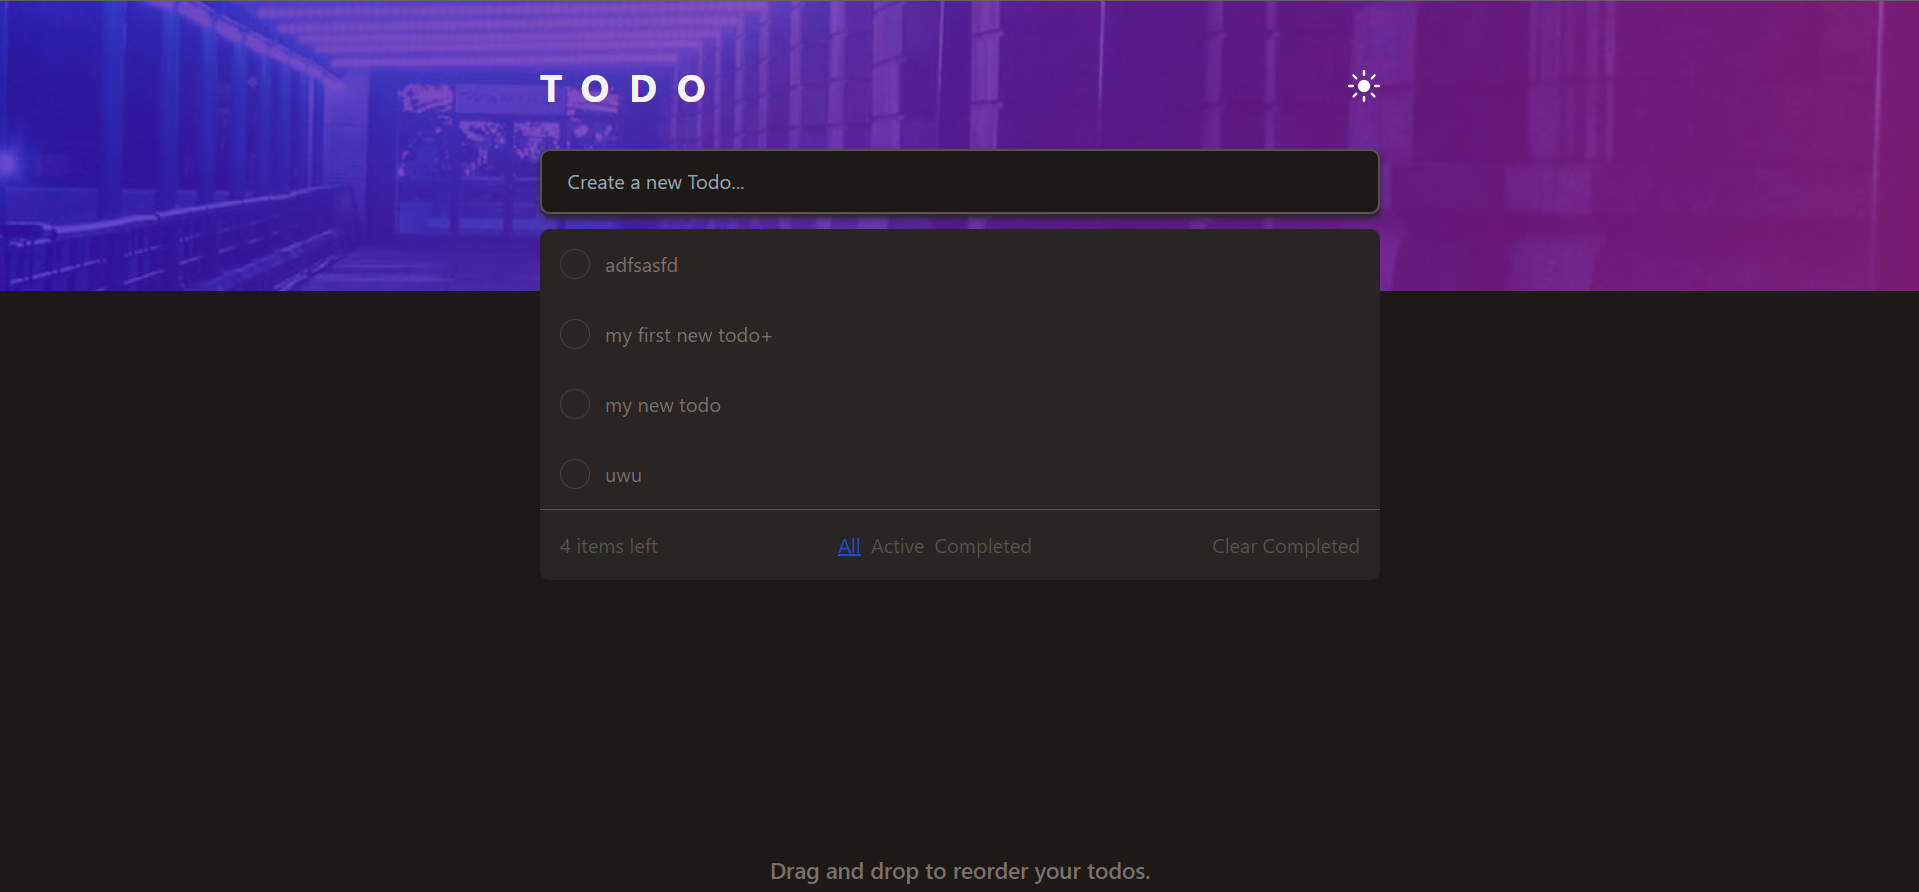 TODO
Create a new Todo...
adfsasfd
my first new todo+
my new todo
uwu
4 items left All Active Completed Clear Completed
Drag and drop to reorder your todos.